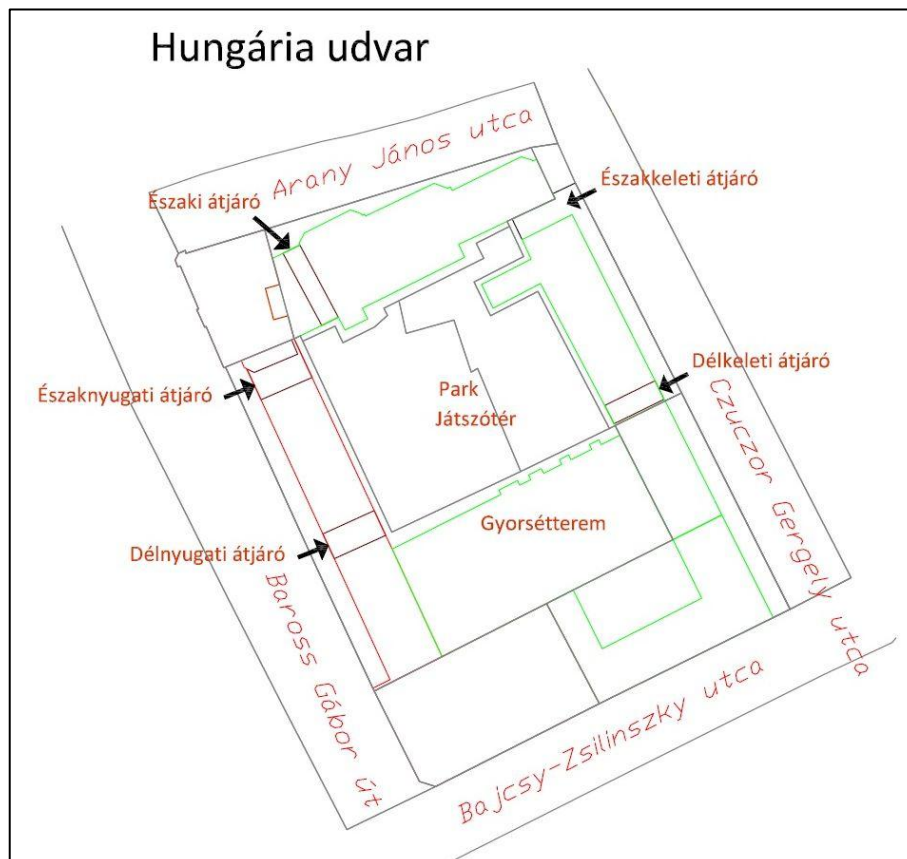 Hungária udvar
Arany János utca
Északi átjáró
Északkeleti átjáró
Északnyugati átjáró
Park
Játszótér
Délkeleti átjáró
Gyorsétterem
Délnyugati átjáró
Czuczor Gergely utca
Baross Gábor út
Bajcsy-Zsilinszky utca